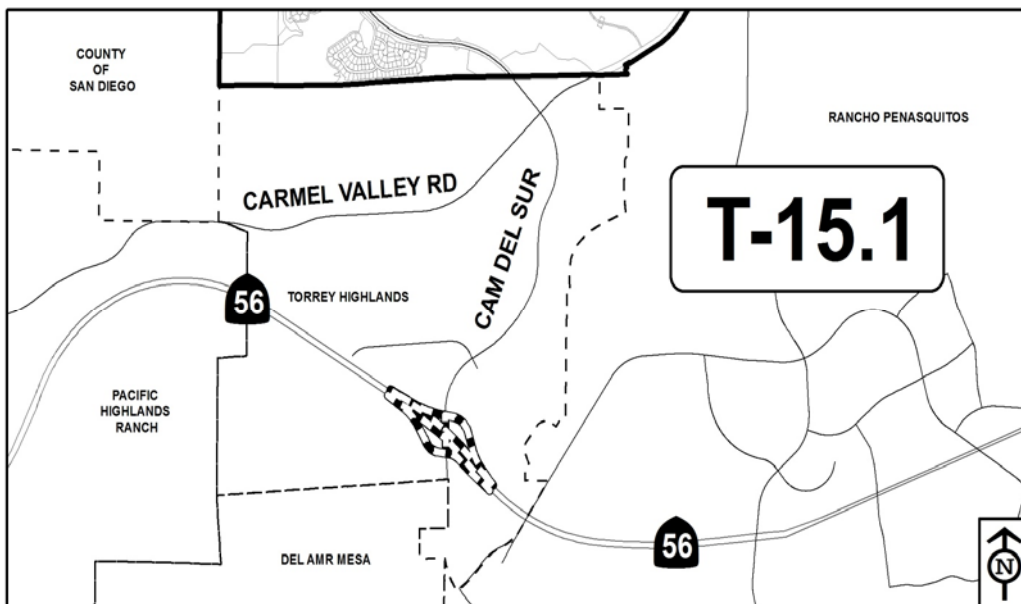 COUNTY
OF
SAN DIEGO
RANCHO PENASQUITOS
CARMEL VALLEY RD
CAM DEL SUR
T-15.1
56
TORREY HIGHLANDS
PACIFIC
HIGHLANDS
RANCH
DEL AMR MESA
56
N